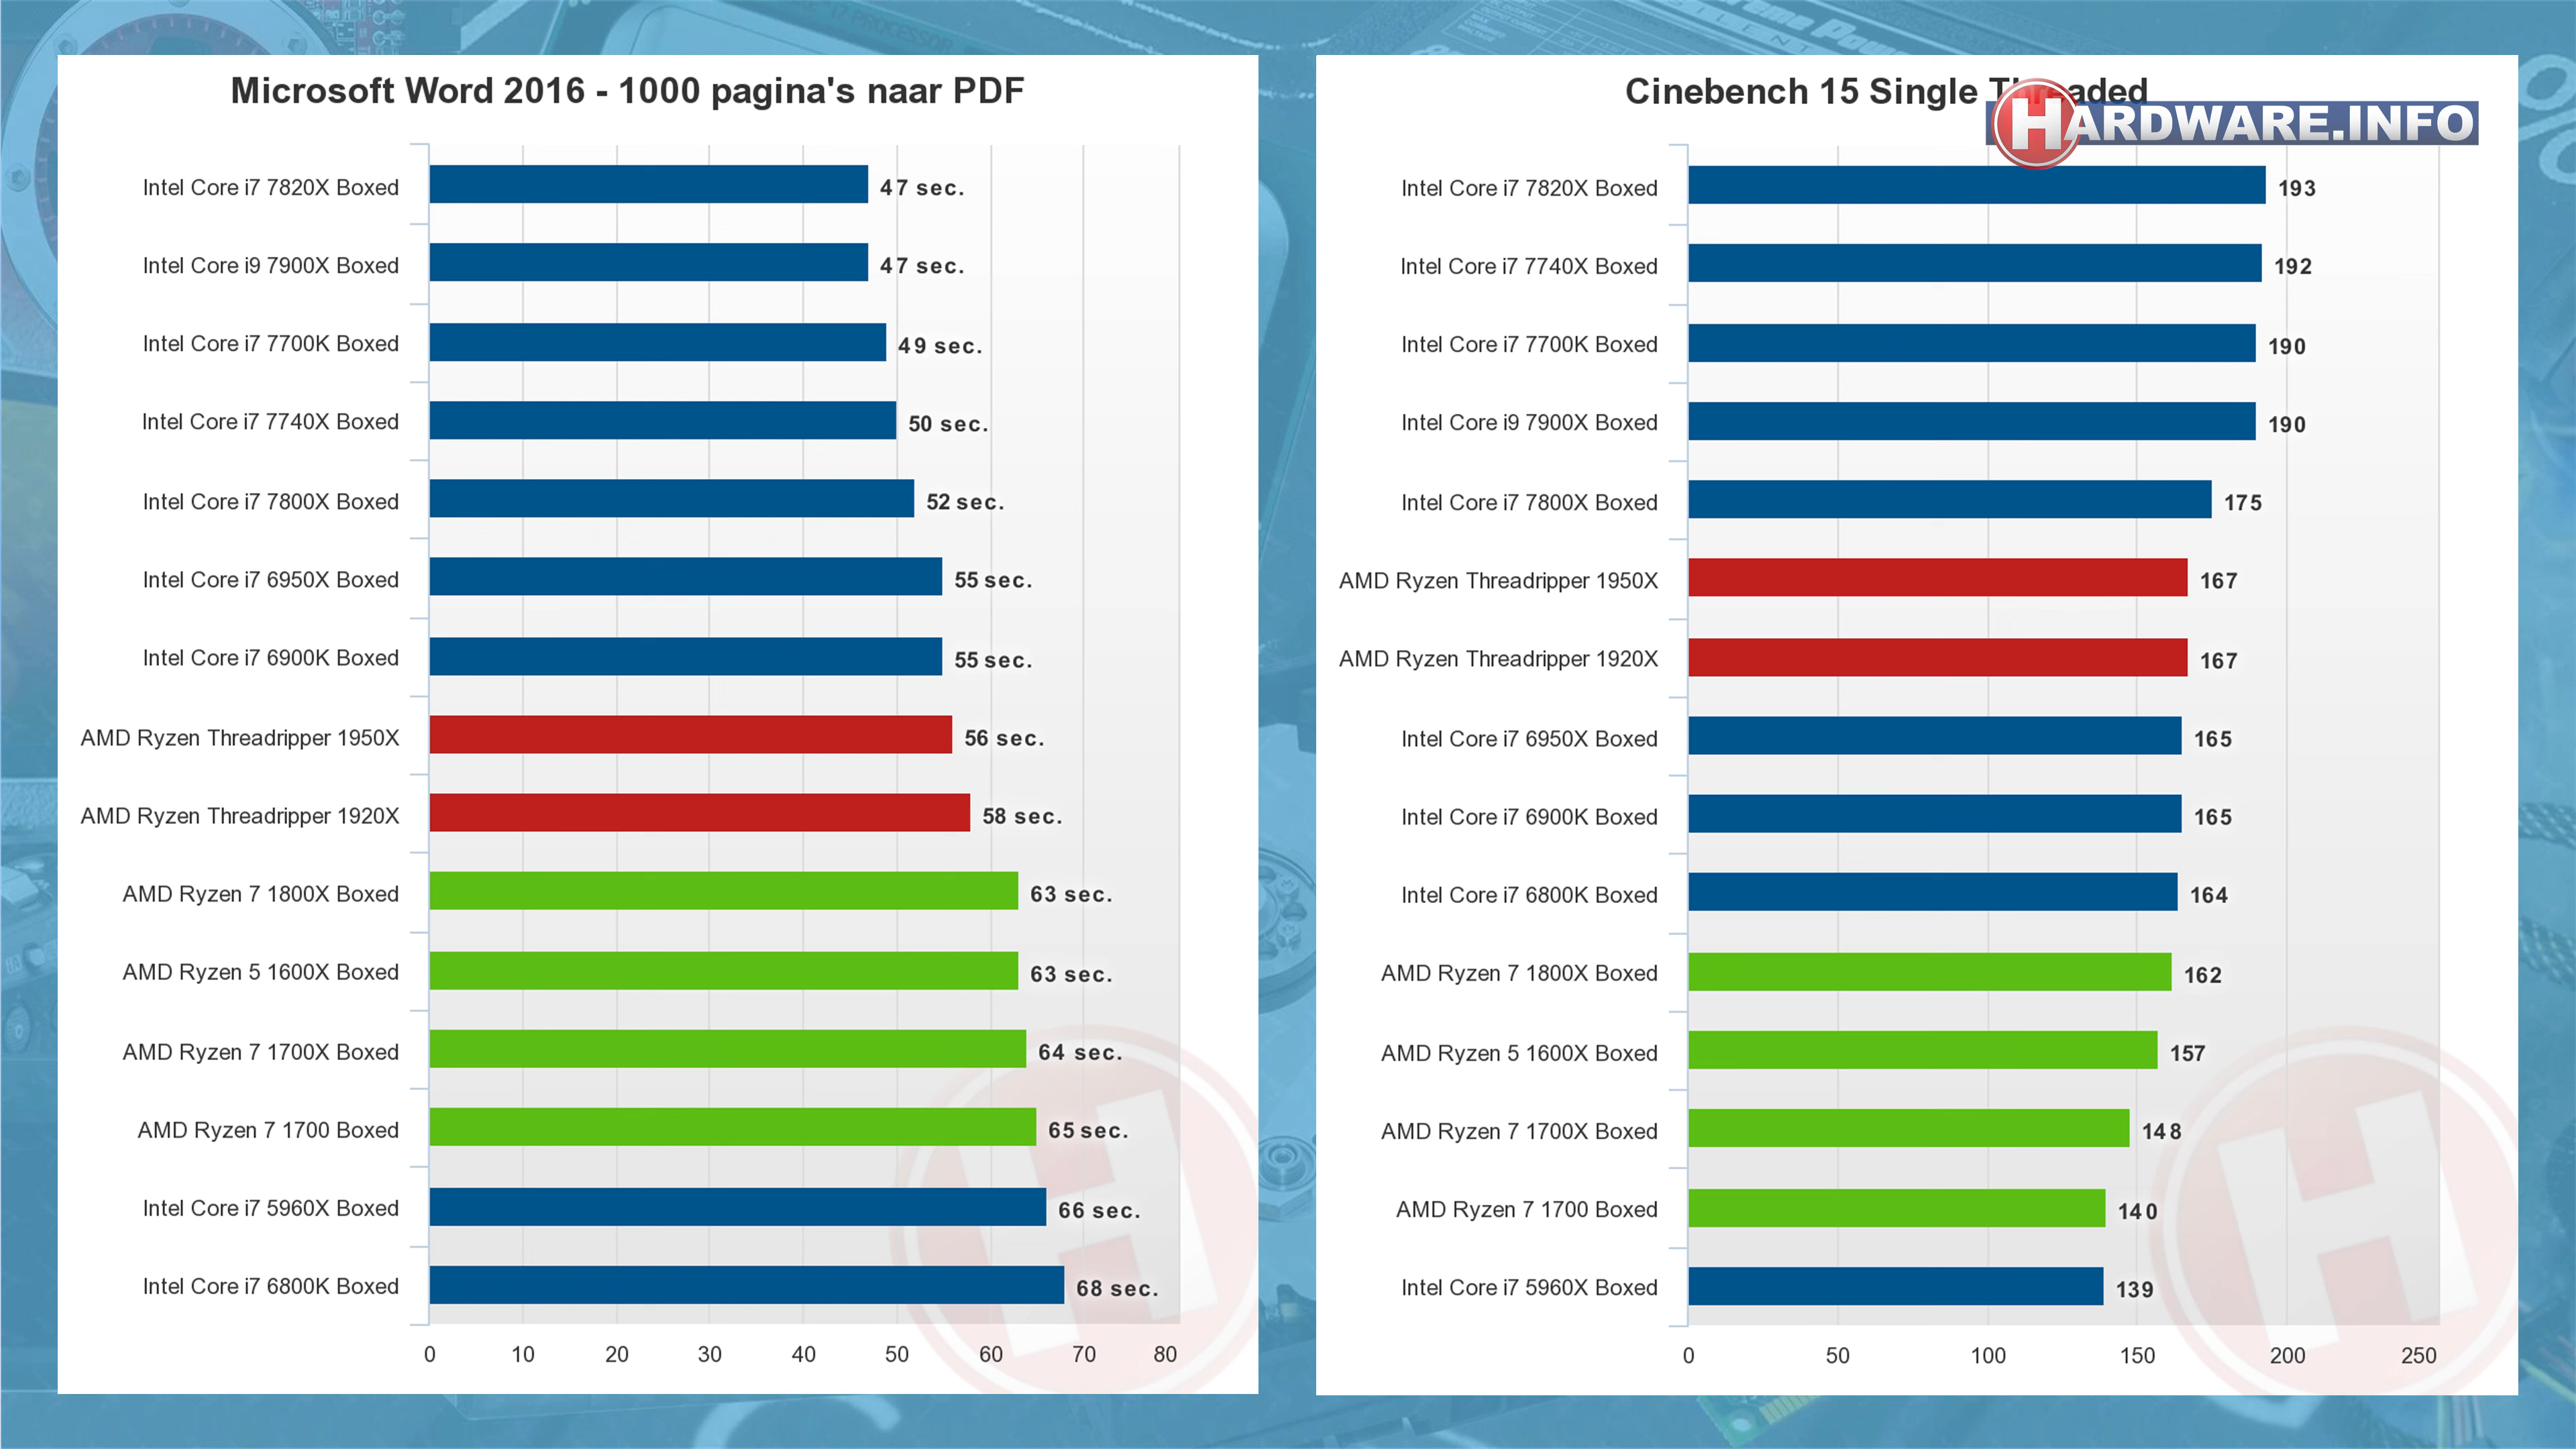 Microsoft Word 2016 - 1000 pagina's naar PDF
Intel Core i7 7820X Boxed 47 sec.
Intel Core i9 7900X Boxed 47 sec.
Intel Core i7 7700K Boxed 49 sec.
Intel Core i7 7740X Boxed 50 sec.
Intel Core i7 7800X Boxed 52 sec.
Intel Core i7 6950X Boxed 55 sec.
Intel Core i7 6900K Boxed 55 sec.
AMD Ryzen Threadripper 1950X 56 sec.
AMD Ryzen Threadripper 1920X 58 sec.
AMD Ryzen 7 1800X Boxed 63 sec.
AMD Ryzen 5 1600X Boxed 63 sec.
AMD Ryzen 7 1700X Boxed 64 sec.
AMD Ryzen 7 1700 Boxed 65 sec.
Intel Core i7 5960X Boxed 66 sec.
Intel Core i7 6800K Boxed 68 sec.
0 10 20 30 40 50 60 70 80
Cinebench 15 Single Threaded
HARDWARE.INFO
Intel Core i7 7820X Boxed 193
Intel Core i7 7740X Boxed 192
Intel Core i7 7700K Boxed 190
Intel Core i9 7900X Boxed 190
Intel Core i7 7800X Boxed 175
AMD Ryzen Threadripper 1950X 167
AMD Ryzen Threadripper 1920X 167
Intel Core i7 6950X Boxed 165
Intel Core i7 6900K Boxed 165
Intel Core i7 6800K Boxed 164
AMD Ryzen 7 1800X Boxed 162
AMD Ryzen 5 1600X Boxed 157
AMD Ryzen 7 1700X Boxed 148
AMD Ryzen 7 1700 Boxed 140
Intel Core i7 5960X Boxed 139
0 50 100 150 200 250